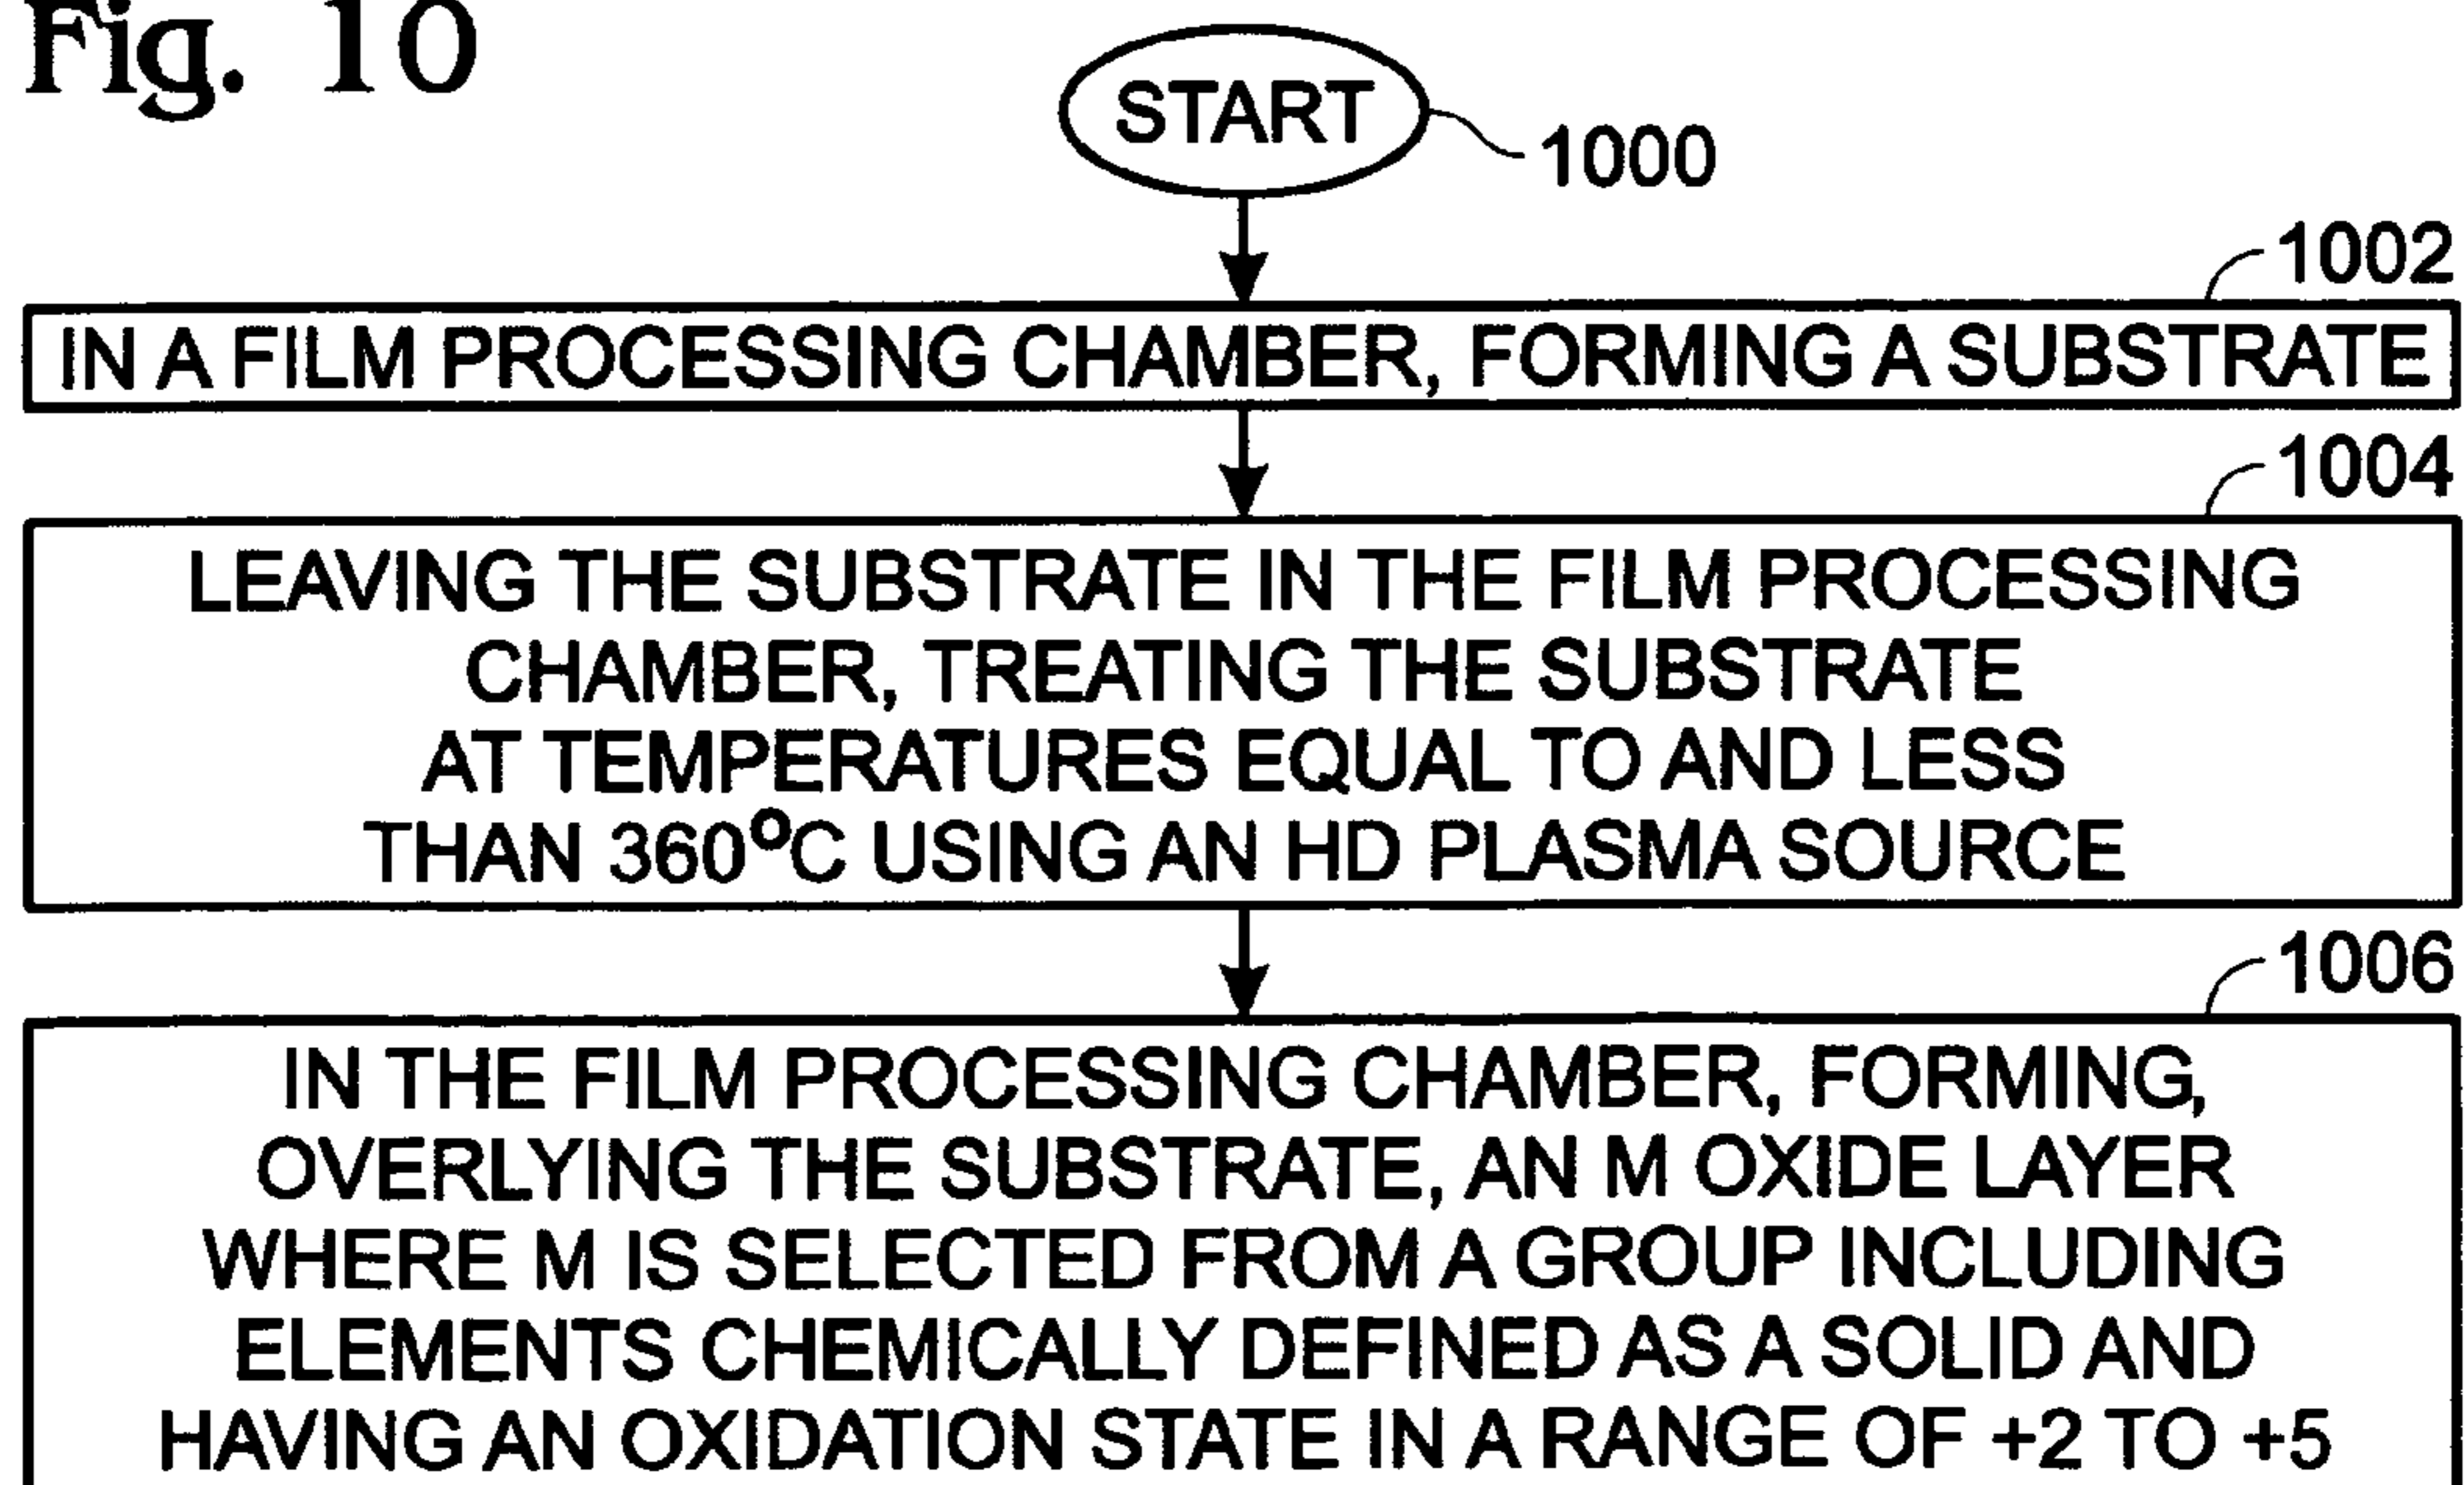 Fig. 10
START
1000
1002
IN A FILM PROCESSING CHAMBER, FORMING A SUBSTRATE
1004
LEAVING THE SUBSTRATE IN THE FILM PROCESSING
CHAMBER, TREATING THE SUBSTRATE
AT TEMPERATURES EQUAL TO AND LESS
THAN 360°C USING AN HD PLASMA SOURCE
1006
IN THE FILM PROCESSING CHAMBER, FORMING,
OVERLYING THE SUBSTRATE, AN M OXIDE LAYER
WHERE M IS SELECTED FROM A GROUP INCLUDING
ELEMENTS CHEMICALLY DEFINED AS A SOLID AND
HAVING AN OXIDATION STATE IN A RANGE OF +2 TO +5